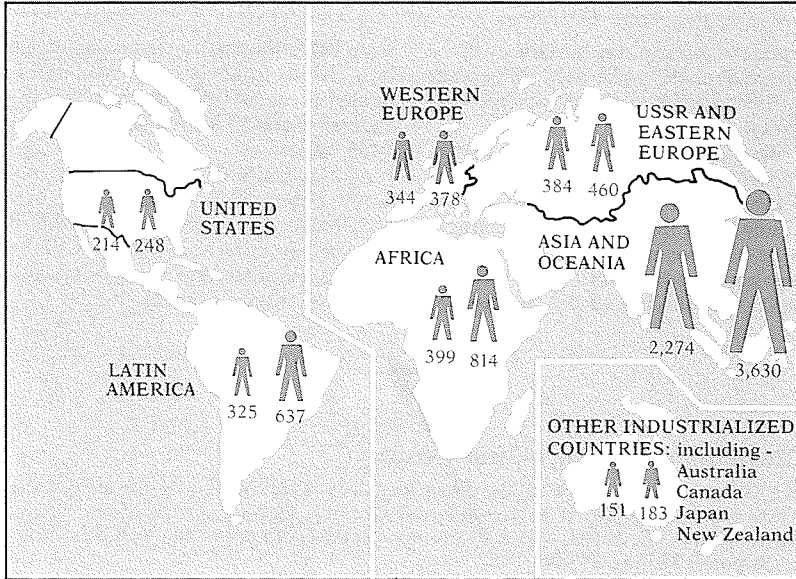 WESTERN
EUROPE
344 378
USSR AND
EASTERN
EUROPE
384 460
UNITED
STATES
214 248
ASIA AND
OCEANIA
2,274
3,630
AFRICA
399 814
LATIN
AMERICA
325 637
OTHER INDUSTRIALIZED
COUNTRIES: including -
Australia
Canada
Japan
New Zealand
151 183